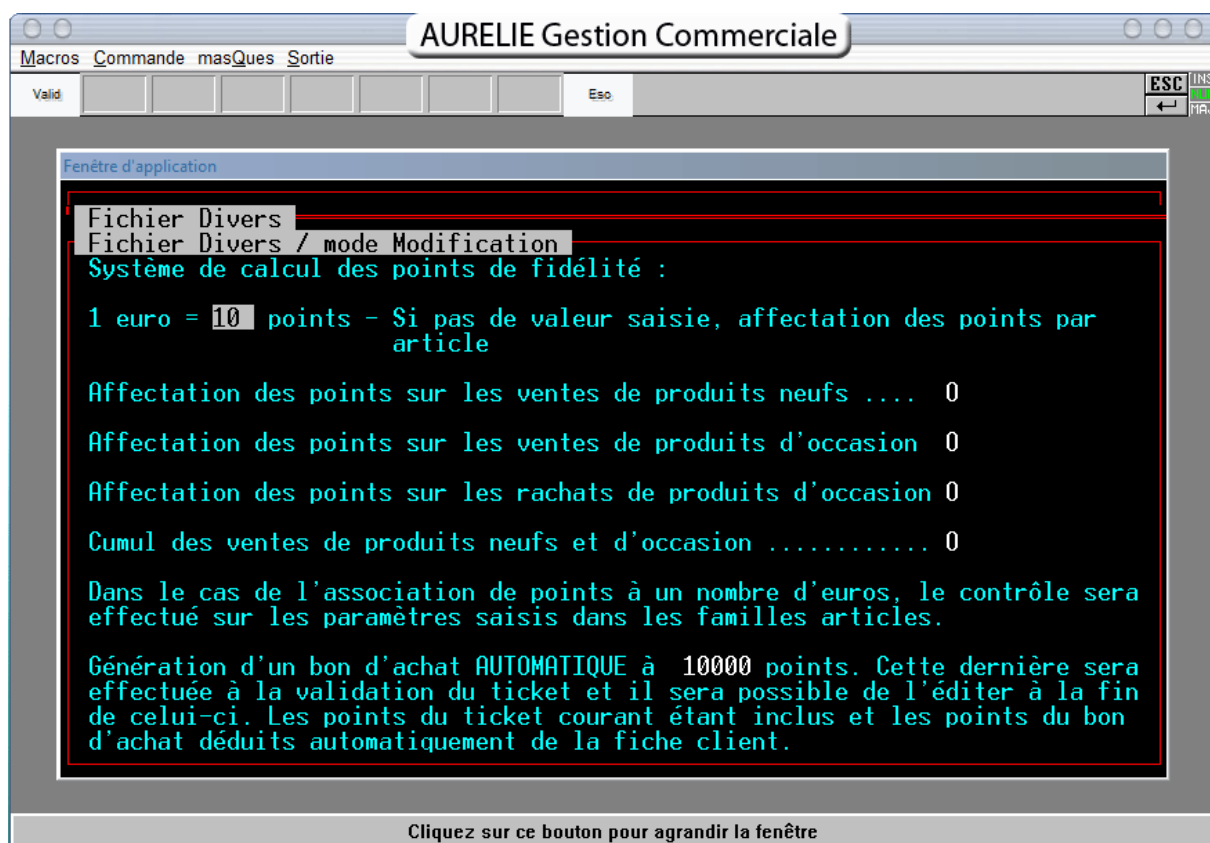 AURELIE Gestion Commerciale
Macros Commande masQues Sortie
Valid Esc ESC INS
Fenêtre d'application
Fichier Divers
Fichier Divers / mode Modification
Système de calcul des points de fidélité :
1 euro = 10 points - Si pas de valeur saisie, affectation des points par
article
Affectation des points sur les ventes de produits neufs .... 0
Affectation des points sur les ventes de produits d'occasion 0
Affectation des points sur les rachats de produits d'occasion 0
Cumul des ventes de produits neufs et d'occasion ............ 0
Dans le cas de l'association de points à un nombre d'euros, le contrôle sera
effectué sur les paramètres saisis dans les familles articles.
Génération d'un bon d'achat AUTOMATIQUE à 10000 points. Cette dernière sera
effectuée à la validation du ticket et il sera possible de l'éditer à la fin
de celui-ci. Les points du ticket courant étant inclus et les points du bon
d'achat déduits automatiquement de la fiche client.
Cliquez sur ce bouton pour agrandir la fenêtre